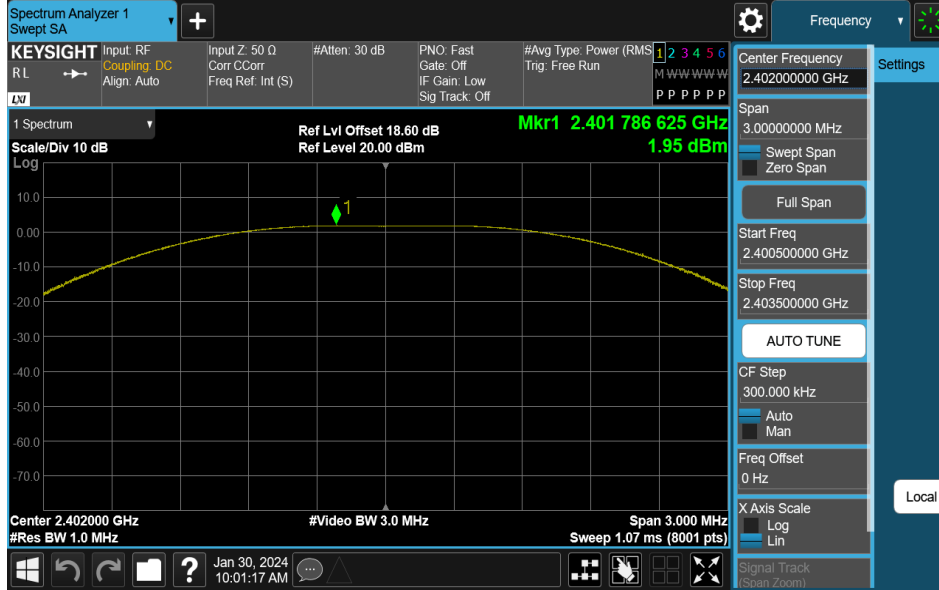 Spectrum Analyzer 1
Swept SA
Frequency
KEYSIGHT
R L
LXI
Input: RF
Coupling: DC
Align: Auto
Input Z: 50 Ω
Corr CCorr
Freq Ref: Int (S)
#Atten: 30 dB
PNO: Fast
Gate: Off
IF Gain: Low
Sig Track: Off
#Avg Type: Power (RMS
Trig: Free Run
1 2 3 4 5 6
M W W W W W
P P P P P P
Center Frequency
2.402000000 GHz
Settings
Span
3.00000000 MHz
Swept Span
Zero Span
Full Span
Start Freq
2.400500000 GHz
Stop Freq
2.403500000 GHz
AUTO TUNE
CF Step
300.000 kHz
Auto
Man
Freq Offset
0 Hz
X Axis Scale
Log
Lin
Signal Track
(Span Zoom)
Local
1 Spectrum
Scale/Div 10 dB
Log
Ref Lvl Offset 18.60 dB
Ref Level 20.00 dBm
Mkr1 2.401 786 625 GHz
1.95 dBm
1
10.0
0.00
-10.0
-20.0
-30.0
-40.0
-50.0
-60.0
-70.0
Center 2.402000 GHz
#Res BW 1.0 MHz
#Video BW 3.0 MHz
Span 3.000 MHz
Sweep 1.07 ms (8001 pts)
?
Jan 30, 2024
10:01:17 AM